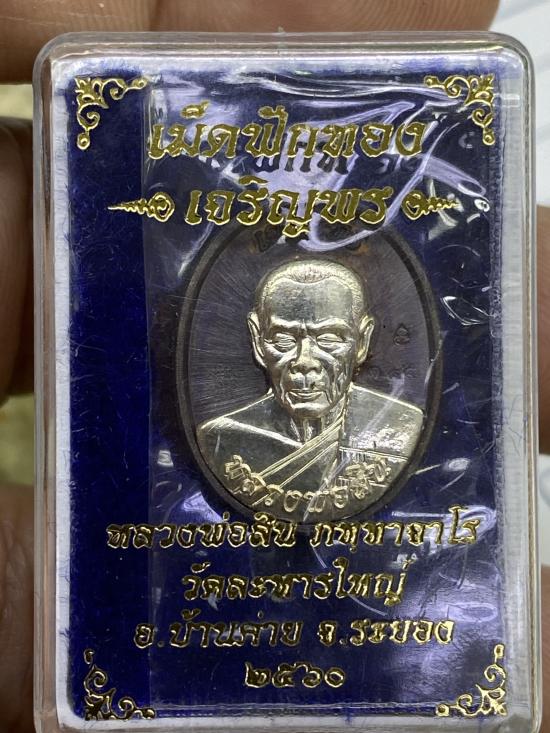 เม็ดฟักทอง
เจริญพร
หลวงพ่อสิน
หลวงพ่อสิน ภทฺทาจาโร
วัดละหารใหญ่
อ.บ้านค่าย จ.ระยอง
๒๕๖๐